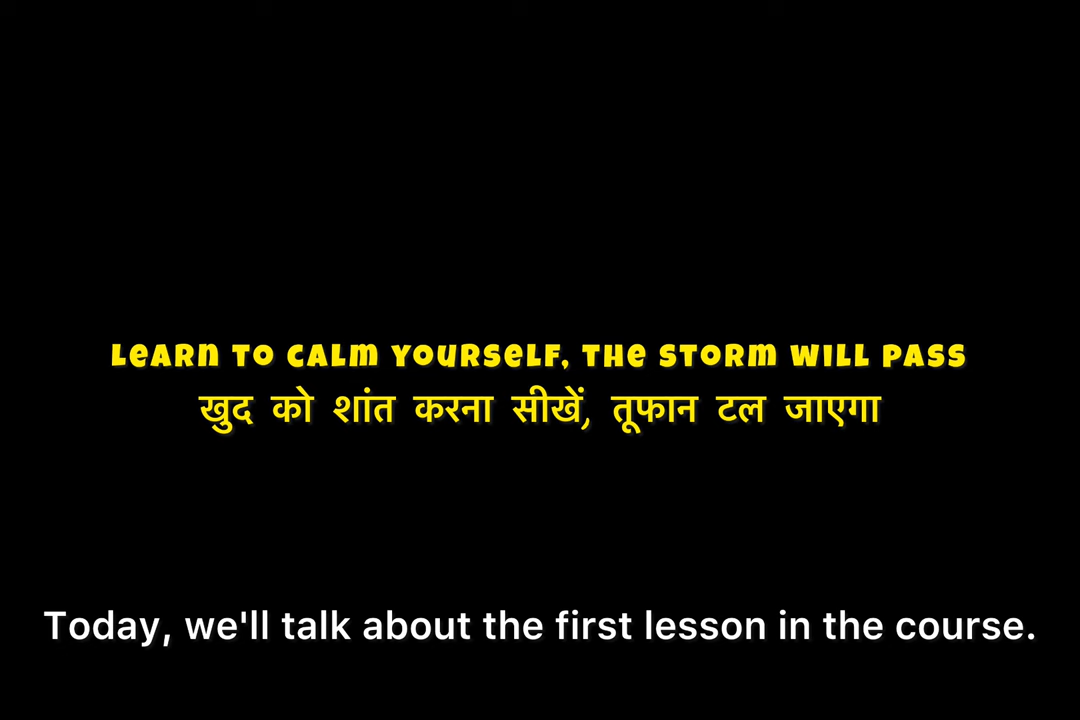 LEARN TO CALM YOURSELF, THE STORM WILL PASS
खुद को शांत करना सीखें, तूफान टल जाएगा
Today, we'll talk about the first lesson in the course.